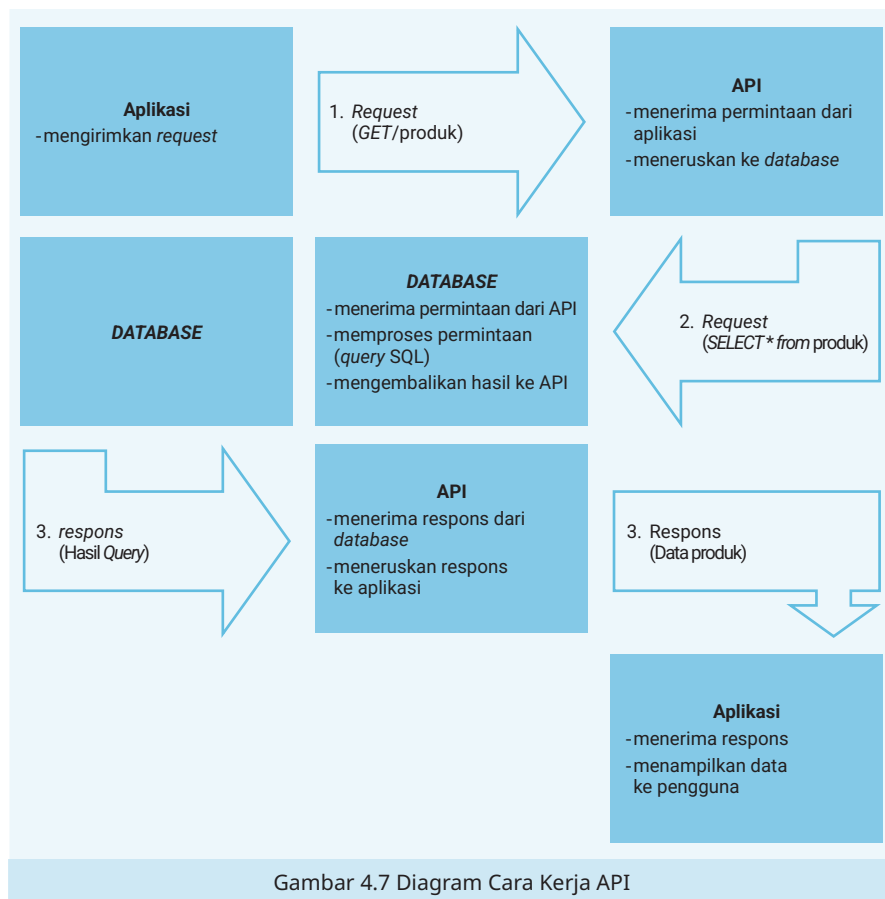 Aplikasi
-mengirimkan request
1. Request
(GET/produk)
API
-menerima permintaan dari
aplikasi
-meneruskan ke database
DATABASE
DATABASE
-menerima permintaan dari API
-memproses permintaan
(query SQL)
-mengembalikan hasil ke API
2. Request
(SELECT * from produk)
3. respons
(Hasil Query)
API
-menerima respons dari
database
-meneruskan respons
ke aplikasi
3. Respons
(Data produk)
Aplikasi
-menerima respons
-menampilkan data
ke pengguna
Gambar 4.7 Diagram Cara Kerja API